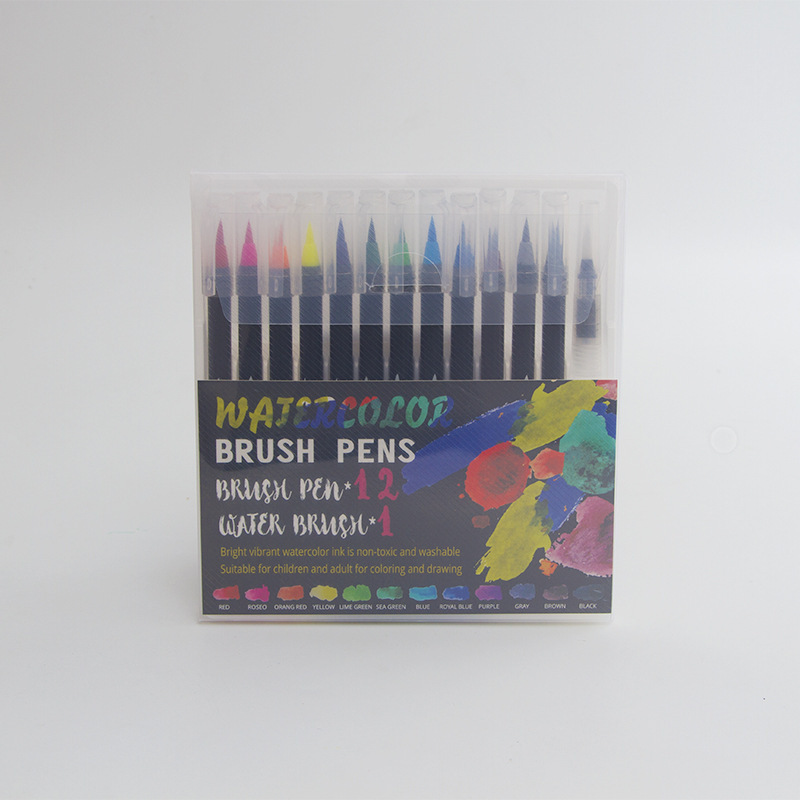 WATERCOLOR
BRUSH PENS
BRUSH PEN*12
WATER BRUSH*1
Bright vibrant watercolor ink is non-toxic and washable
Suitable for children and adult for coloring and drawing
RED ROSEO ORANG RED YELLOW LIME GREEN SEA GREEN BLUE ROYAL BLUE PURPLE GRAY BROWN BLACK